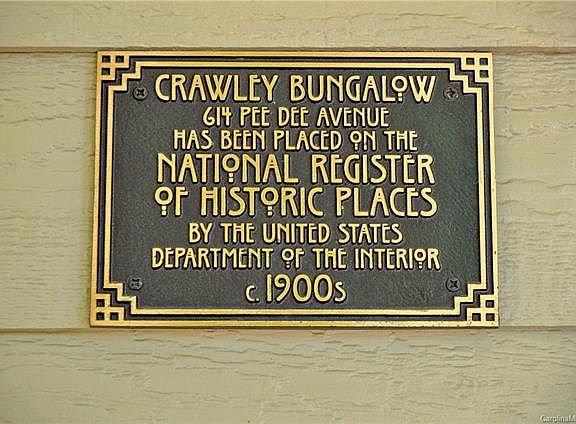 CRAWLEY BUNGALOW
614 PEE DEE AVENUE
HAS BEEN PLACED ON THE
NATIONAL REGISTER
OF HISTORIC PLACES
BY THE UNITED STATES
DEPARTMENT OF THE INTERIOR
C. 1900S
CarolinaM